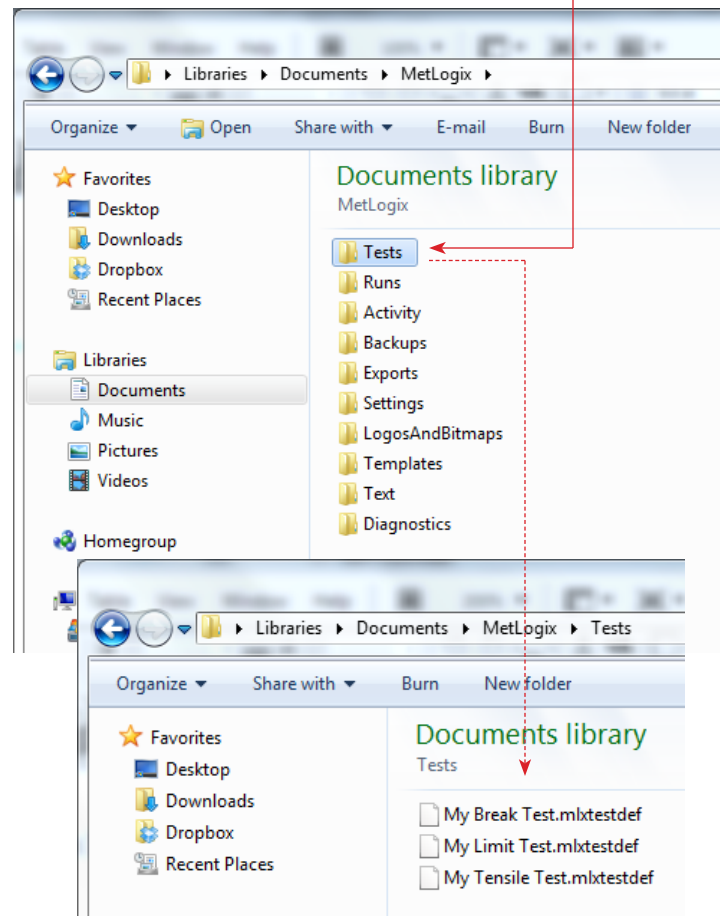 Libraries Documents MetLogix
Organize Open Share with E-mail Burn New folder
Favorites
Desktop
Downloads
Dropbox
Recent Places
Libraries
Documents
Music
Pictures
Videos
Homegroup
Documents library
MetLogix
Tests
Runs
Activity
Backups
Exports
Settings
LogosAndBitmaps
Templates
Text
Diagnostics
Libraries Documents MetLogix Tests
Organize Share with Burn New folder
Favorites
Desktop
Downloads
Dropbox
Recent Places
Documents library
Tests
My Break Test.mlxtestdef
My Limit Test.mlxtestdef
My Tensile Test.mlxtestdef